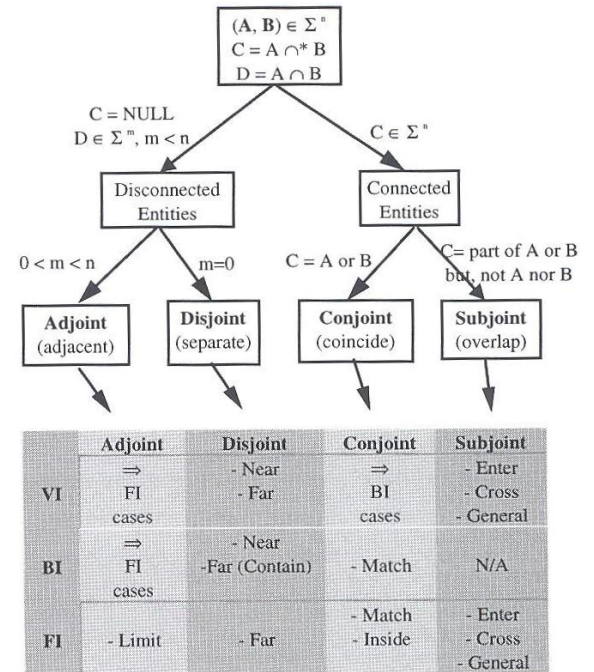 (A, B) ∈ Σⁿ
C = A ∩* B
D = A ∩ B
C = NULL
D ∈ Σᵐ, m < n
C ∈ Σⁿ
Disconnected
Entities
Connected
Entities
0 < m < n
m=0
C = A or B
C= part of A or B
but, not A nor B
Adjoint
(adjacent)
Disjoint
(separate)
Conjoint
(coincide)
Subjoint
(overlap)
Adjoint Disjoint Conjoint Subjoint
⇒ - Near ⇒ - Enter
VI FI - Far BI - Cross
cases cases - General
⇒ - Near
BI FI -Far (Contain) - Match N/A
cases
- Match - Enter
FI - Limit - Far - Inside - Cross
- General